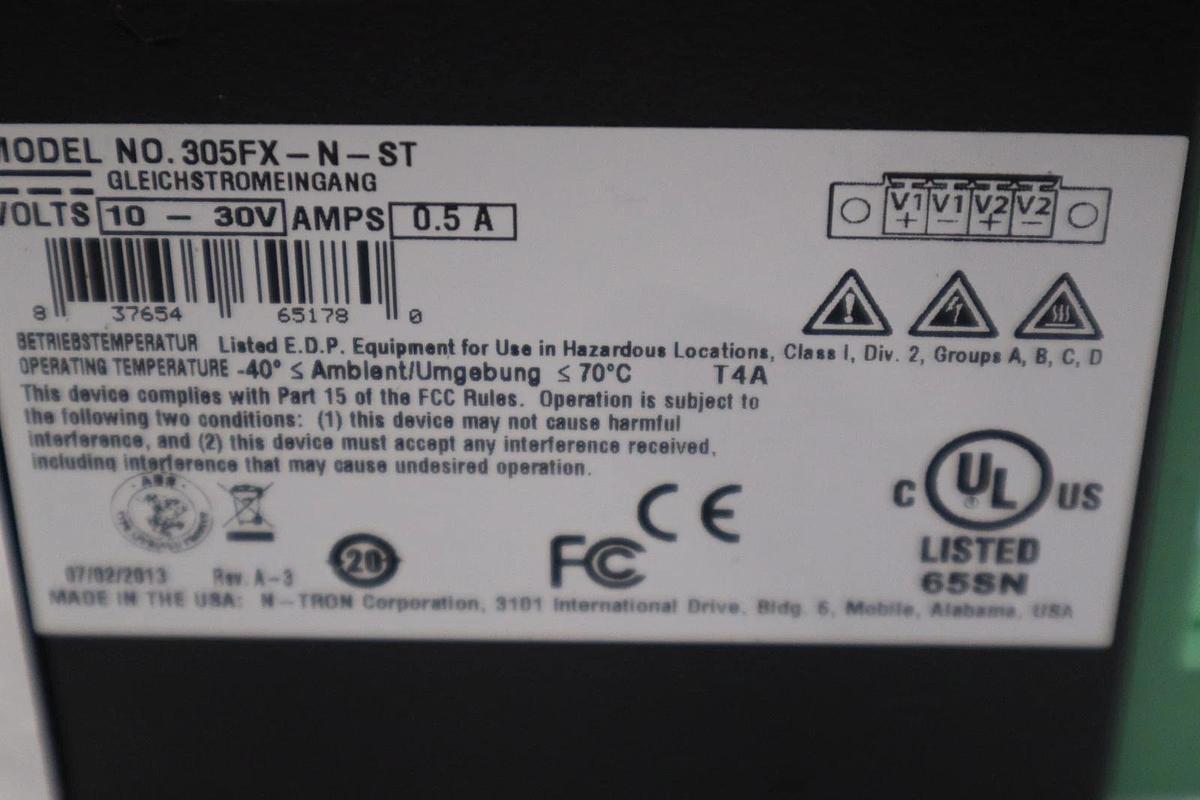 MODEL NO. 305FX-N-ST
GLEICHSTROMEINGANG
VOLTS 10 - 30V AMPS 0.5 A
V1 V1 V2 V2
+ - + -
8 37654 65178 0
BETRIEBSTEMPERATUR Listed E.D.P. Equipment for Use in Hazardous Locations, Class I, Div. 2, Groups A, B, C, D
OPERATING TEMPERATURE -40° ≤ Ambient/Umgebung ≤ 70°C T4A
This device complies with Part 15 of the FCC Rules. Operation is subject to
the following two conditions: (1) this device may not cause harmful
interference, and (2) this device must accept any interference received,
including interference that may cause undesired operation.
ABS
TYPE APPROVED PRODUCT
CE
C UL US
®
LISTED
65SN
FC
20
07/02/2013 Rev. A-3
MADE IN THE USA: N-TRON Corporation, 3101 International Drive, Bldg. 6, Mobile, Alabama, USA